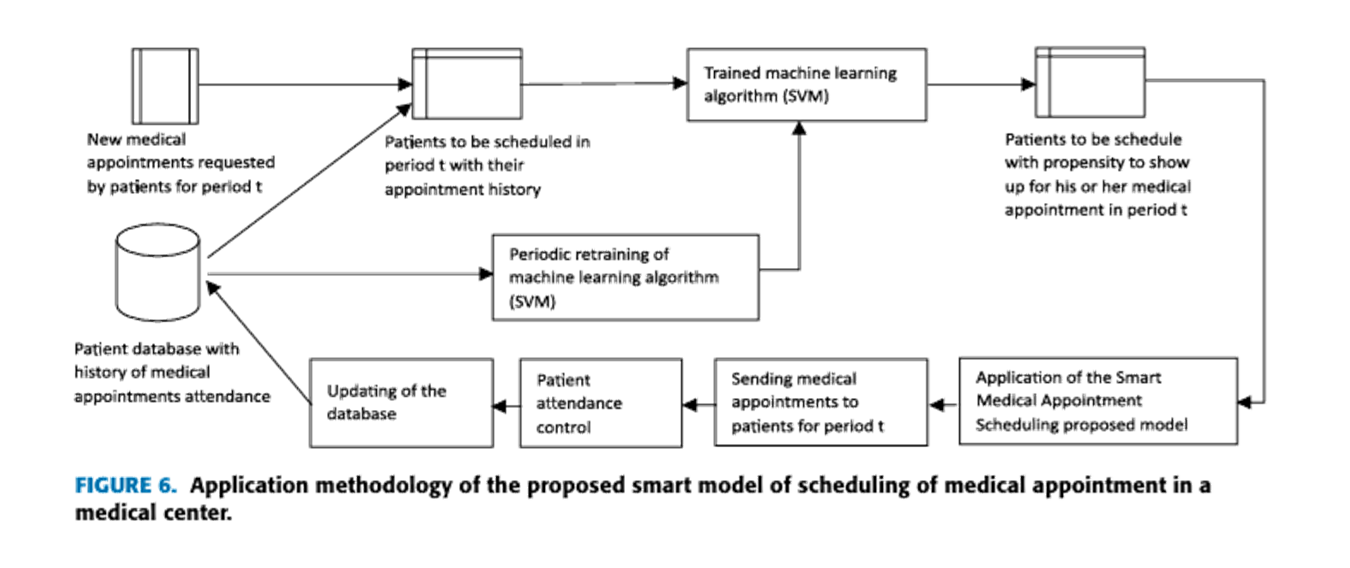 New medical
appointments requested
by patients for period t
Patients to be scheduled in
period t with their
appointment history
Trained machine learning
algorithm (SVM)
Patients to be schedule
with propensity to show
up for his or her medical
appointment in period t
Periodic retraining of
machine learning algorithm
(SVM)
Patient database with
history of medical
appointments attendance
Updating of the
database
Patient
attendance
control
Sending medical
appointments to
patients for period t
Application of the Smart
Medical Appointment
Scheduling proposed model
FIGURE 6. Application methodology of the proposed smart model of scheduling of medical appointment in a
medical center.